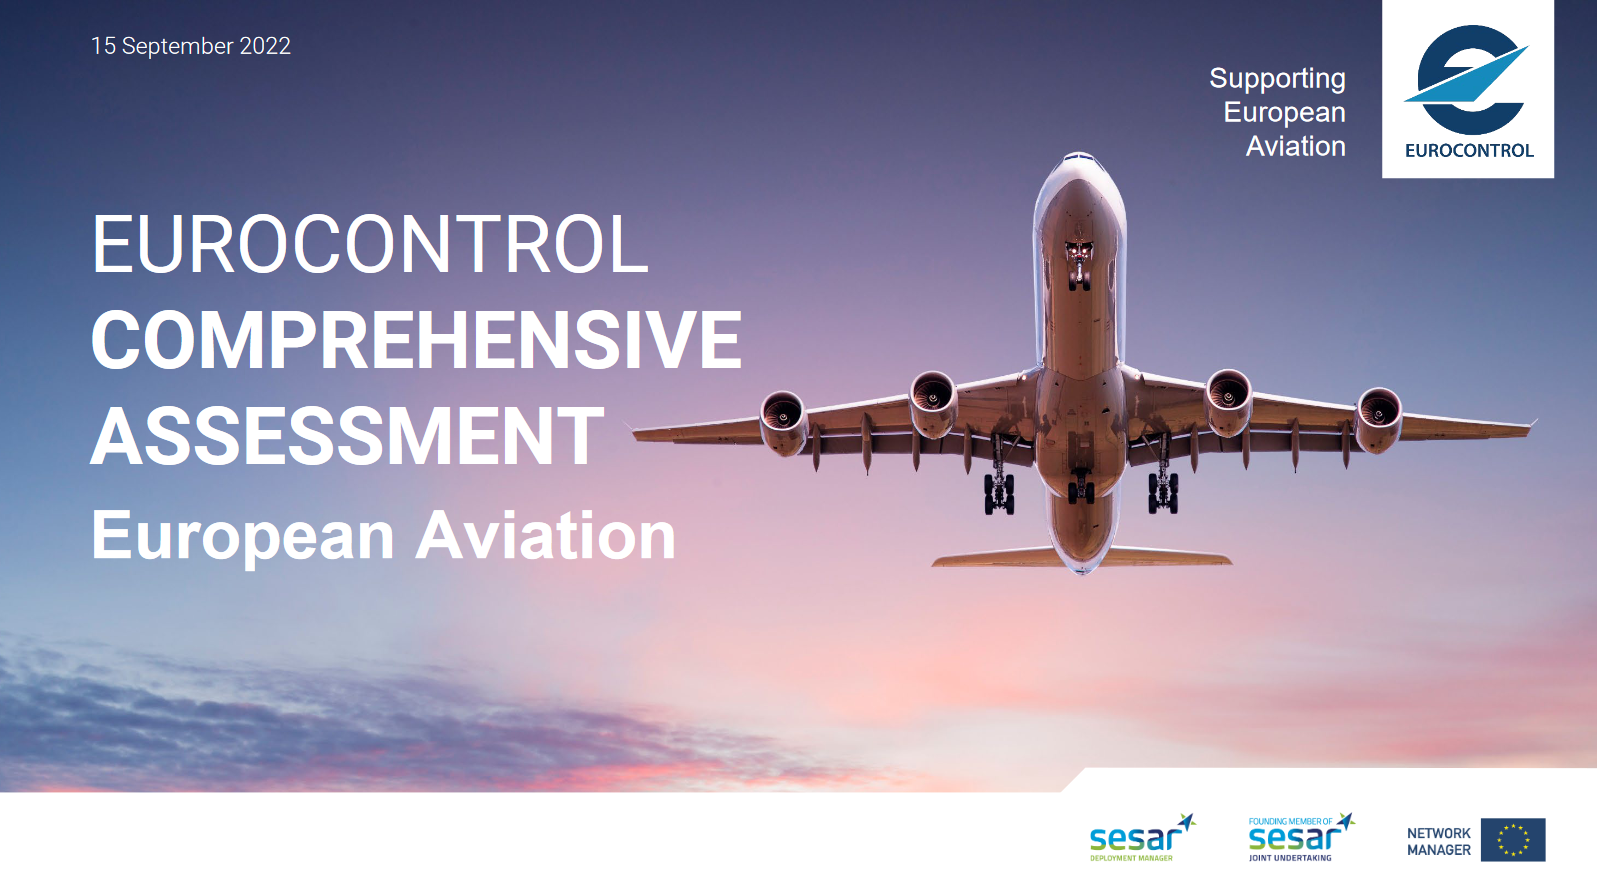 15 September 2022
Supporting
European
Aviation
EUROCONTROL
EUROCONTROL
COMPREHENSIVE
ASSESSMENT
European Aviation
sesar
DEPLOYMENT MANAGER
FOUNDING MEMBER OF
sesar
JOINT UNDERTAKING
NETWORK
MANAGER